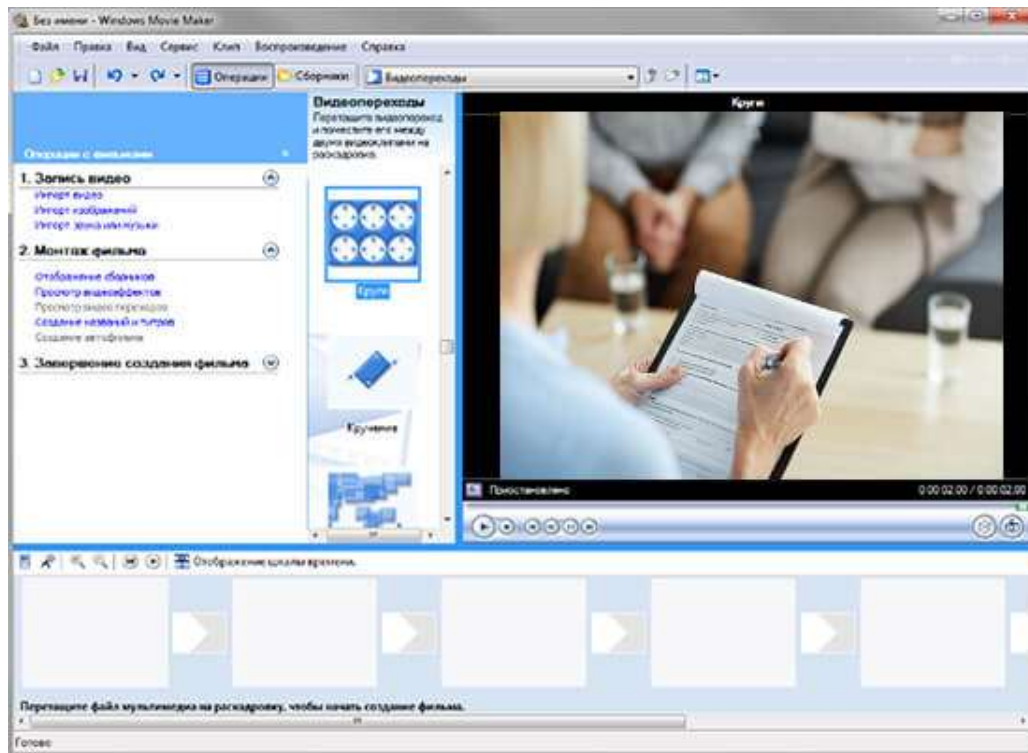 Без имени - Windows Movie Maker
Файл Правка Вид Сервис Клип Воспроизведение Справка
Операции Сборники Видеопереходы
Операции с фильмами
1. Запись видео
Импорт видео
Импорт изображений
Импорт звука или музыки
2. Монтаж фильма
Отображение сборников
Просмотр видеоэффектов
Просмотр видеопереходов
Создание названий и титров
Создание автофильма
3. Завершение создания фильма
Видеопереходы
Перетащите видеопереход
и поместите его между
двумя видеоклипами на
раскадровке.
Круги
Кручение
Круги
Приостановлено 0:00:02,00 / 0:00:02,00
Отображение шкалы времени
Перетащите файл мультимедиа на раскадровку, чтобы начать создание фильма.
Готово